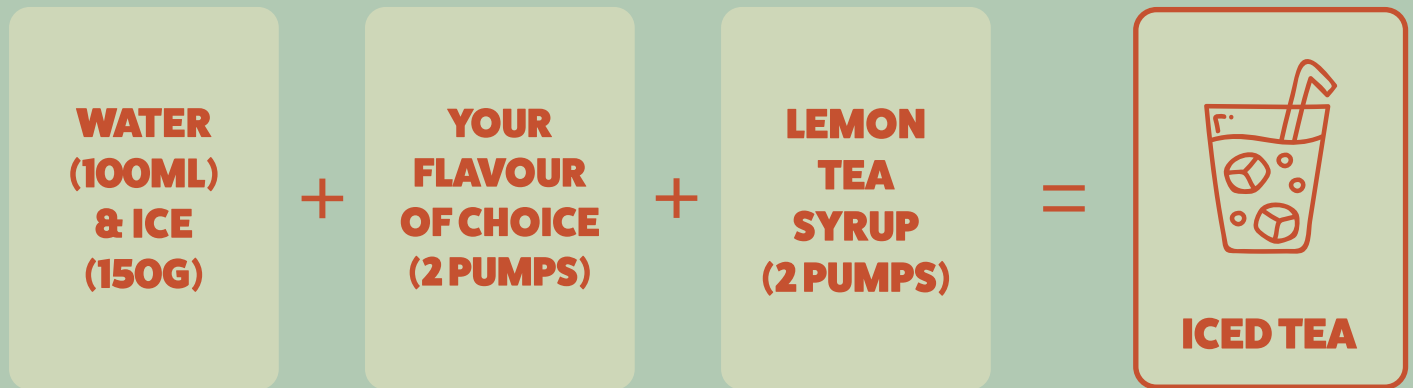 WATER
(100ML)
& ICE
(150G)
+
YOUR
FLAVOUR
OF CHOICE
(2 PUMPS)
+
LEMON
TEA
SYRUP
(2 PUMPS)
=
ICED TEA